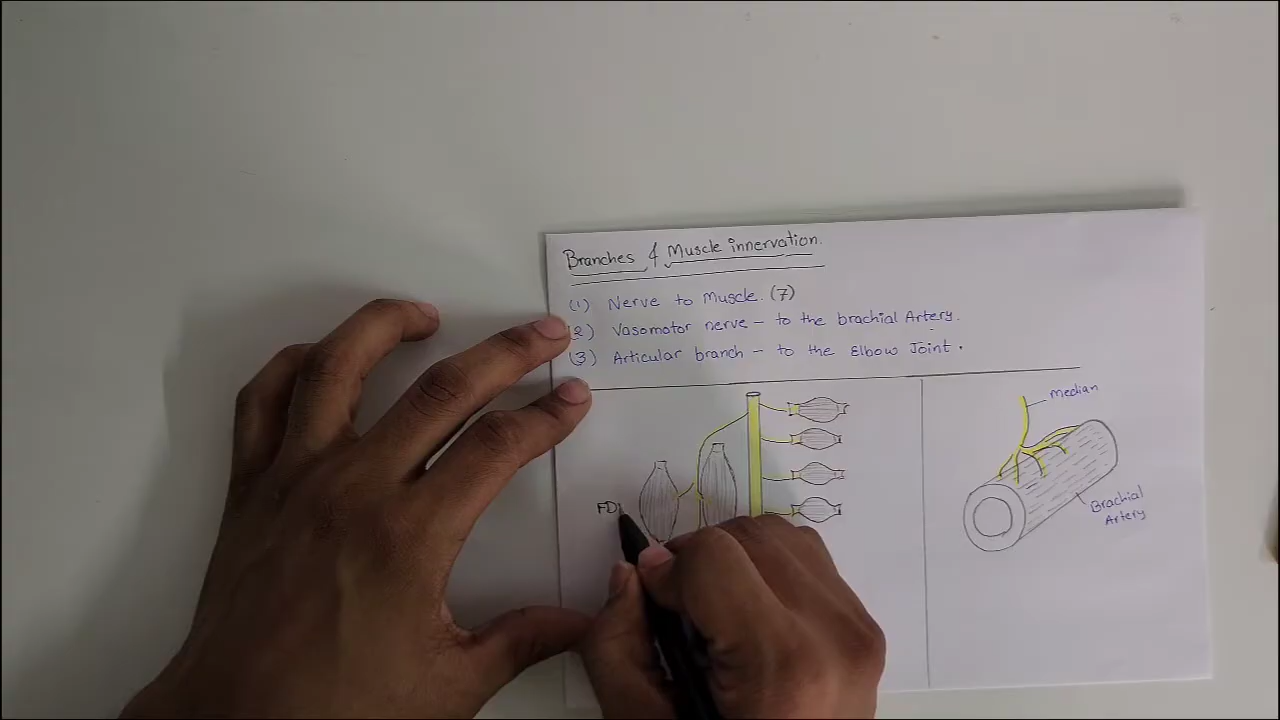 Branches & Muscle innervation.
(1) Nerve to Muscle. (7)
(2) Vasomotor nerve – to the brachial Artery.
(3) Articular branch – to the Elbow Joint.
median
Brachial
Artery
FD